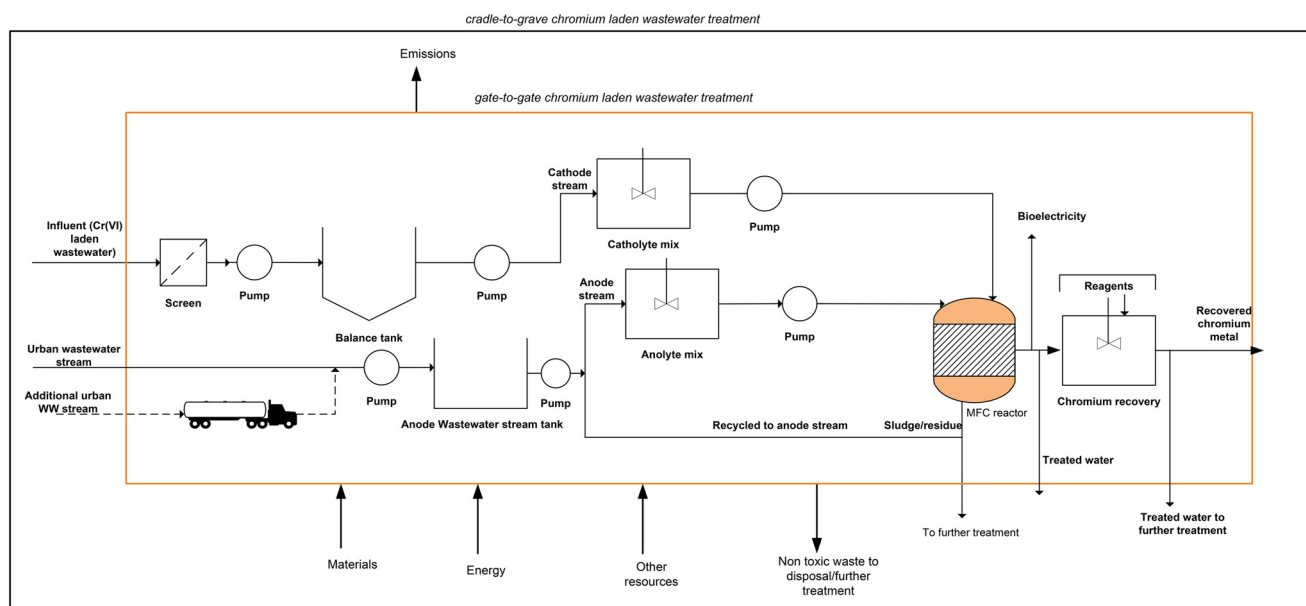 cradle-to-grave chromium laden wastewater treatment
Emissions
gate-to-gate chromium laden wastewater treatment
Cathode
stream
Pump
Catholyte mix
Influent (Cr(VI)
laden
wastewater)
Screen
Pump
Balance tank
Pump
Bioelectricity
Anode
stream
Anolyte mix
Pump
Reagents
Recovered
chromium
metal
Urban wastewater
stream
Additional urban
WW stream
Pump
Anode Wastewater stream tank
Pump
MFC reactor
Chromium recovery
Recycled to anode stream
Sludge/residue
Treated water
Treated water to
further treatment
To further treatment
Materials
Energy
Other
resources
Non toxic waste to
disposal/further
treatment